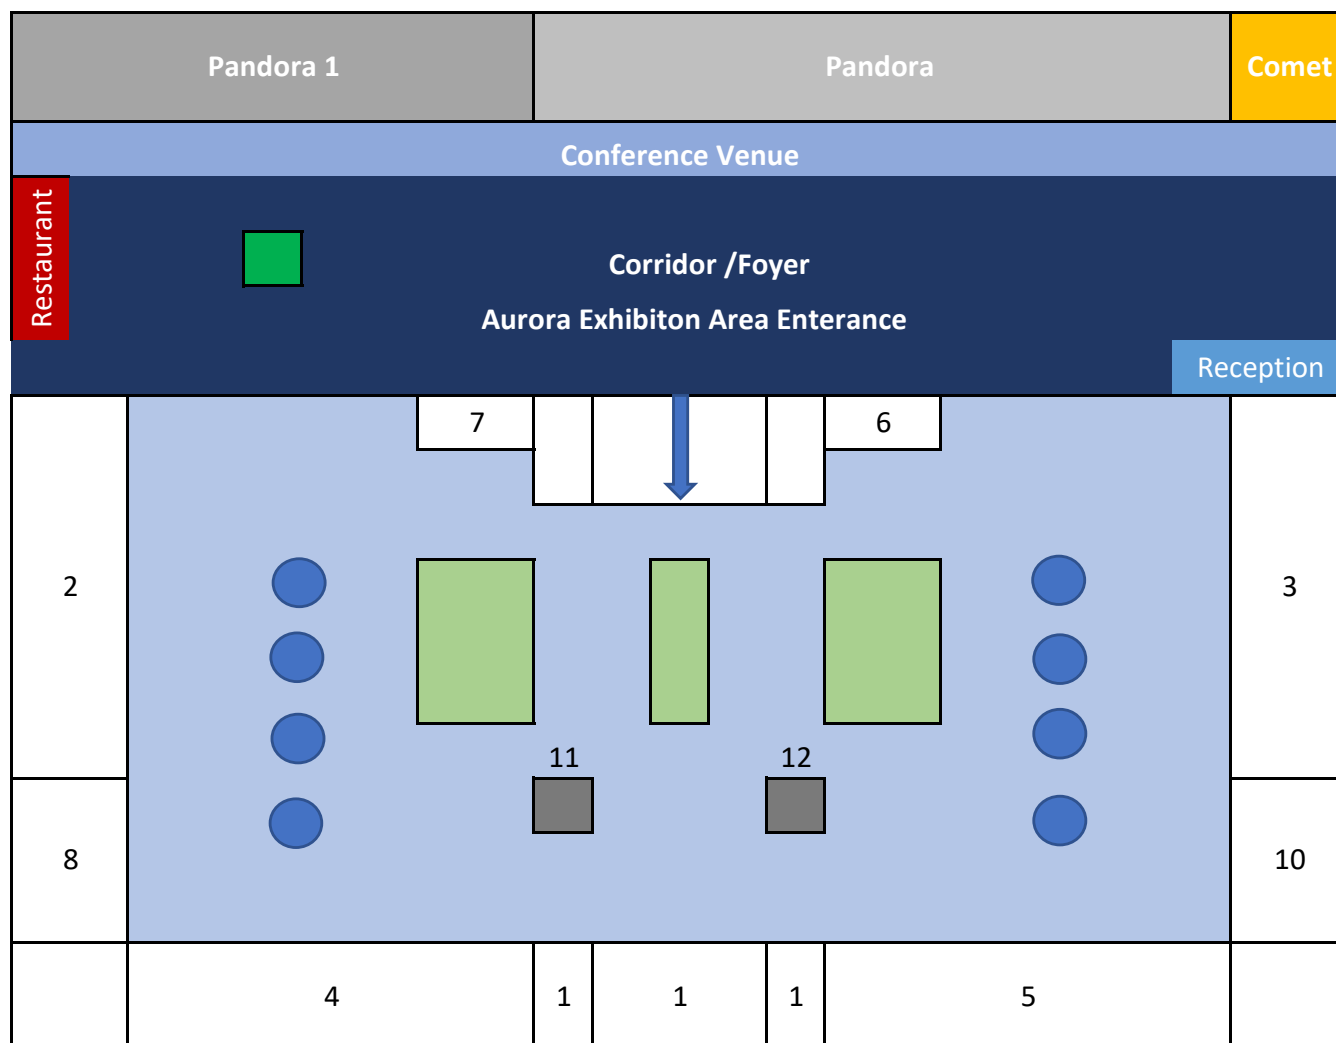 Pandora 1
Pandora
Comet
Conference Venue
Restaurant
Corridor /Foyer
Aurora Exhibiton Area Enterance
Reception
7
6
2
3
11
12
8
10
4
1
1
1
5